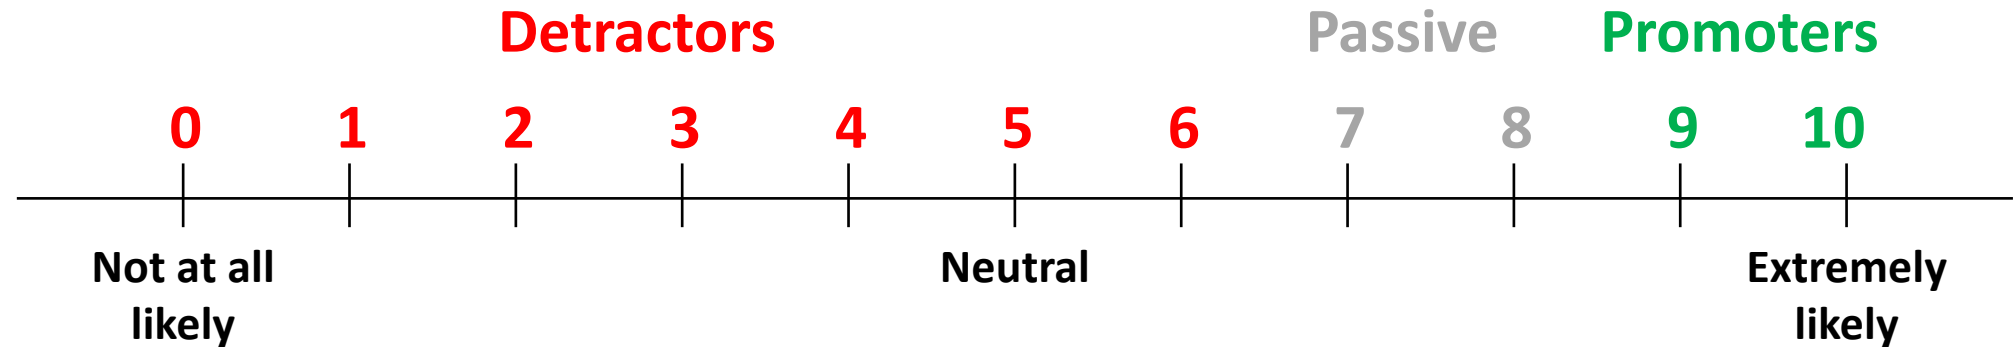 Detractors Passive Promoters
0 1 2 3 4 5 6 7 8 9 10
Not at all Neutral Extremely
likely likely